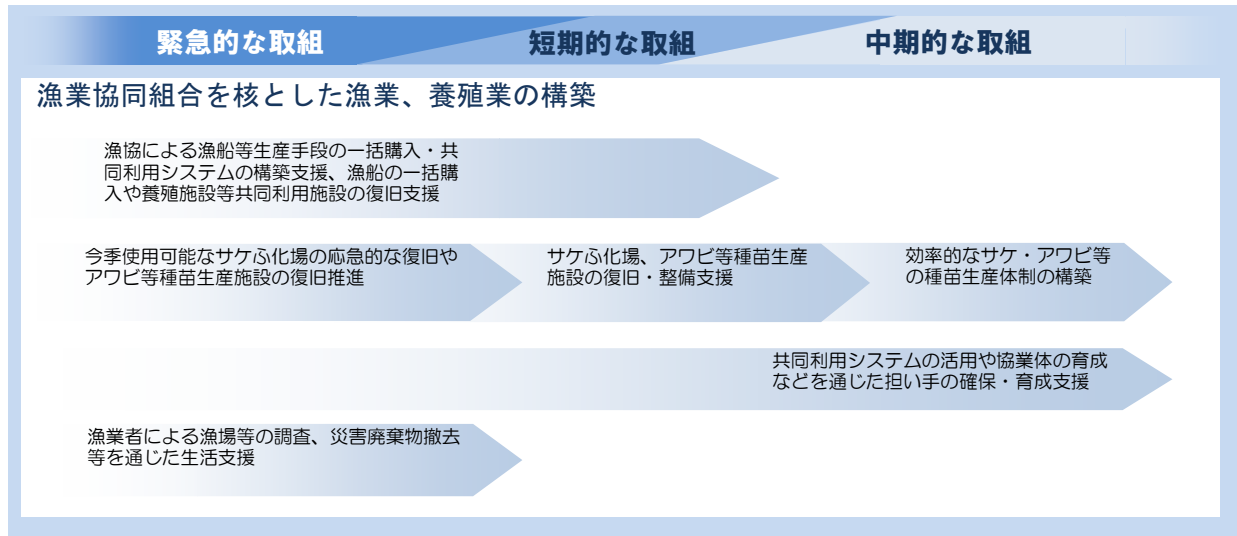 緊急的な取組
短期的な取組
中期的な取組
漁業協同組合を核とした漁業、養殖業の構築
漁協による漁船等生産手段の一括購入・共
同利用システムの構築支援、漁船の一括購
入や養殖施設等共同利用施設の復旧支援
今季使用可能なサケふ化場の応急的な復旧や
アワビ等種苗生産施設の復旧推進
サケふ化場、アワビ等種苗生産
施設の復旧・整備支援
効率的なサケ・アワビ等
の種苗生産体制の構築
共同利用システムの活用や協業体の育成
などを通じた担い手の確保・育成支援
漁業者による漁場等の調査、災害廃棄物撤去
等を通じた生活支援